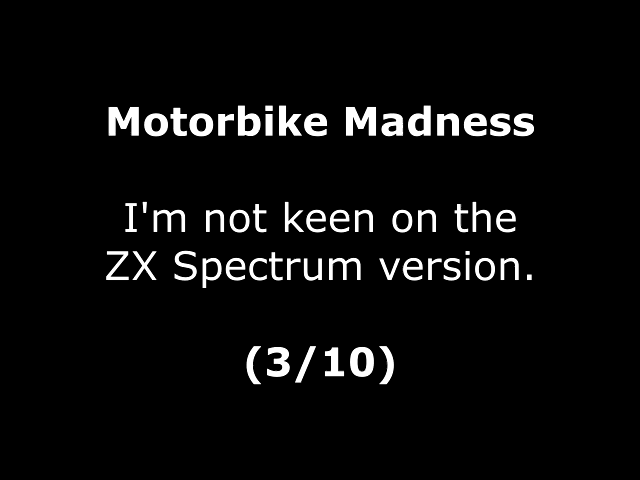 Motorbike Madness
I'm not keen on the
ZX Spectrum version.
(3/10)